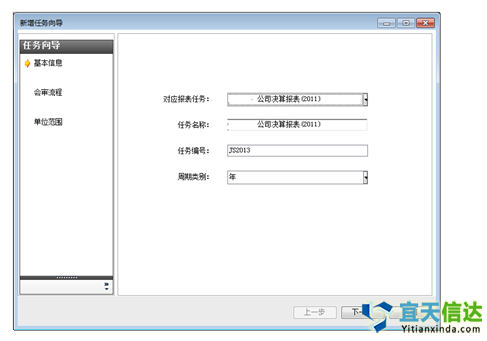 新增任务向导
任务向导
基本信息
会审流程
单位范围
对应报表任务： 公司决算报表(2011)
任务名称： 公司决算报表(2011)
任务编号： JS2013
周期类别： 年
上一步 下一
宜天信达
Yitianxinda.com